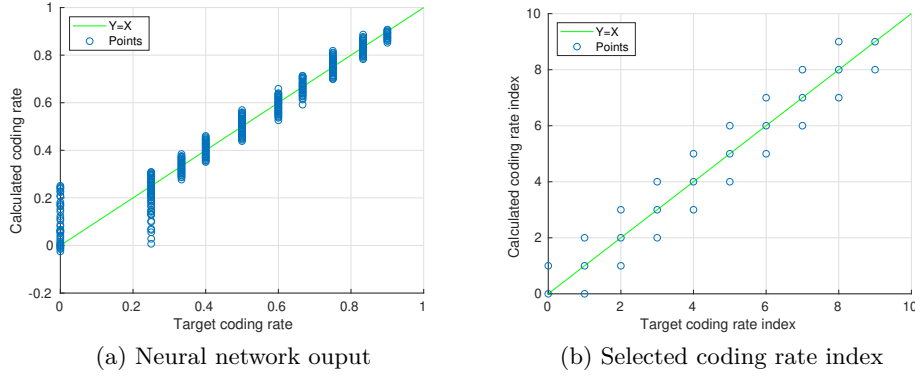 Y=X
Points
Calculated coding rate
1
0.8
0.6
0.4
0.2
0
-0.2
0
0.2
0.4
0.6
0.8
1
Target coding rate
(a) Neural network ouput
Y=X
Points
Calculated coding rate index
10
8
6
4
2
0
0
2
4
6
8
10
Target coding rate index
(b) Selected coding rate index